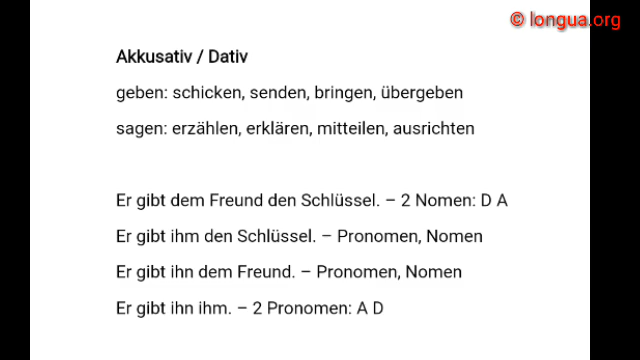 © longua.org
Akkusativ / Dativ
geben: schicken, senden, bringen, übergeben
sagen: erzählen, erklären, mitteilen, ausrichten
Er gibt dem Freund den Schlüssel. – 2 Nomen: D A
Er gibt ihm den Schlüssel. – Pronomen, Nomen
Er gibt ihn dem Freund. – Pronomen, Nomen
Er gibt ihn ihm. – 2 Pronomen: A D